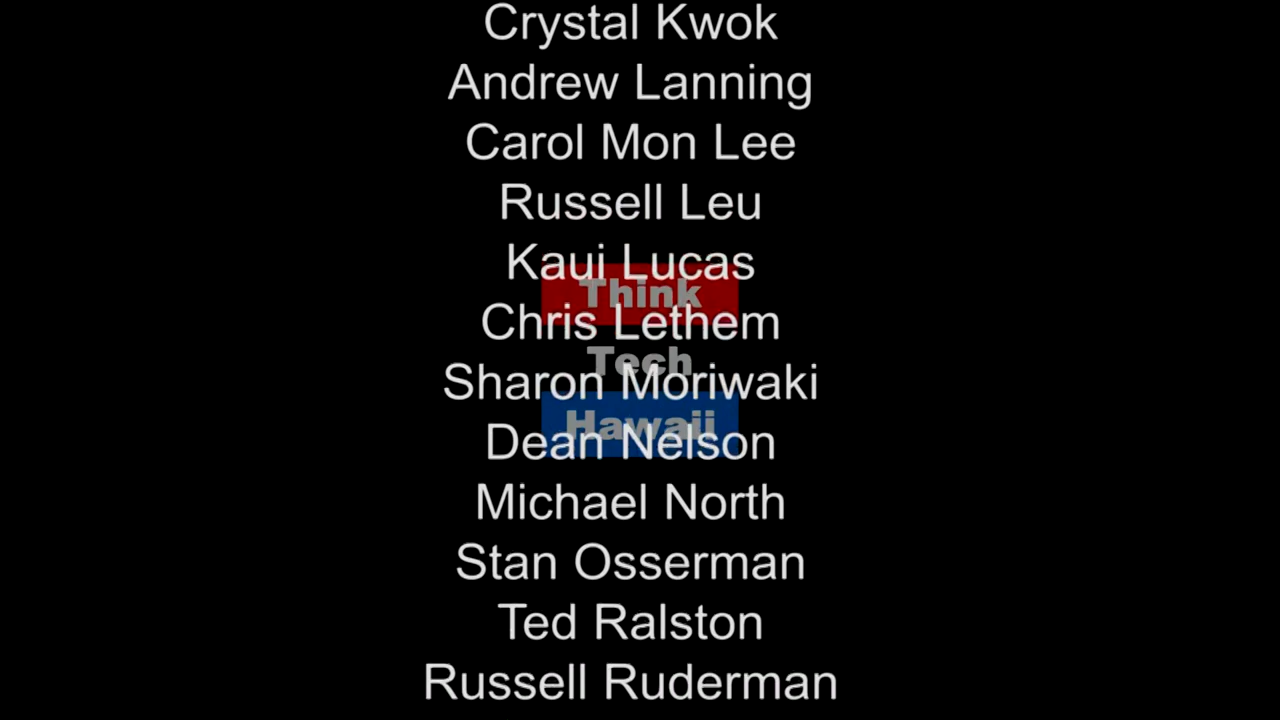 Crystal Kwok
Andrew Lanning
Carol Mon Lee
Russell Leu
Kaui Lucas
Think
Chris Lethem
Tech
Sharon Moriwaki
Hawaii
Dean Nelson
Michael North
Stan Osserman
Ted Ralston
Russell Ruderman